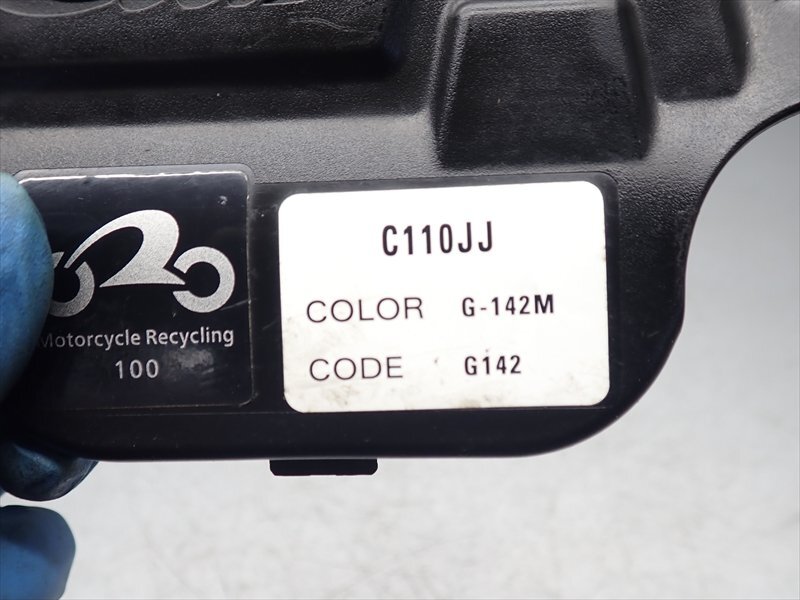 Motorcycle Recycling
100
C110JJ
COLOR G-142M
CODE G142